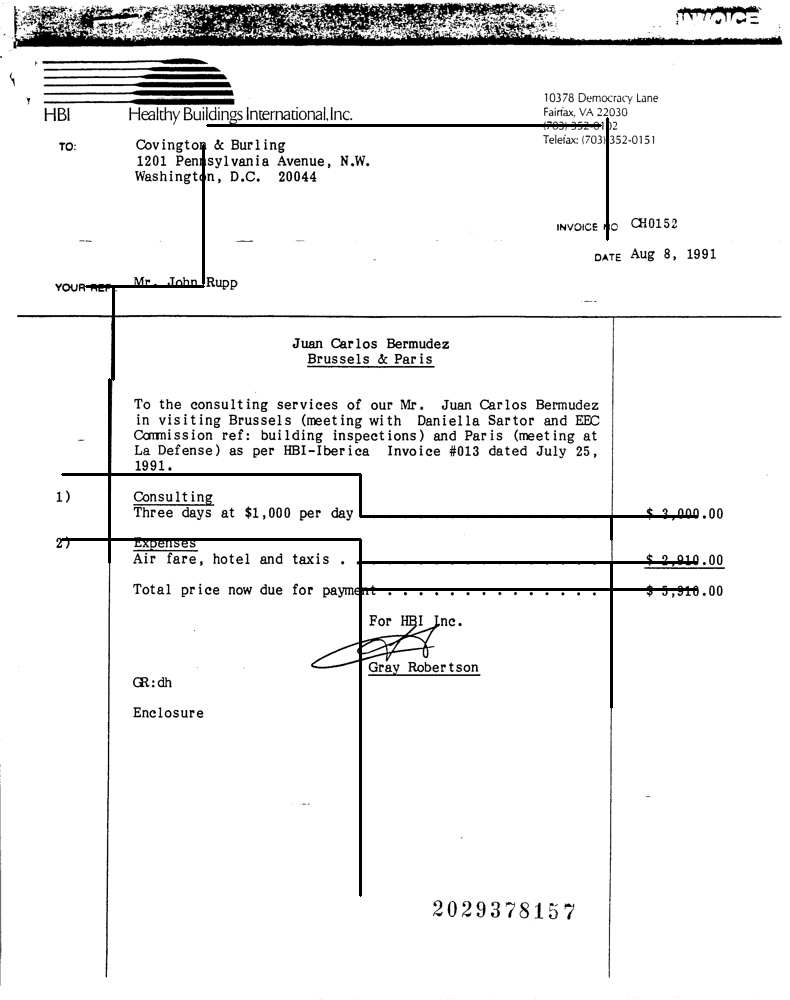 INVOICE
HBI Healthy Buildings International, Inc.
10378 Democracy Lane
Fairfax, VA 22030
(703) 352-0102
Telefax: (703) 352-0151
TO: Covington & Burling
1201 Pennsylvania Avenue, N.W.
Washington, D.C. 20044
INVOICE NO CH0152
DATE Aug 8, 1991
YOUR REF. Mr. John Rupp
Juan Carlos Bermudez
Brussels & Paris
To the consulting services of our Mr. Juan Carlos Bermudez
in visiting Brussels (meeting with Daniella Sartor and EEC
Commission ref: building inspections) and Paris (meeting at
La Defense) as per HBI-Iberica Invoice #013 dated July 25,
1991.
1) Consulting
Three days at $1,000 per day $ 3,000.00
2) Expenses
Air fare, hotel and taxis . $ 2,910.00
Total price now due for payment . . . . . . . . . . . . . . . $ 5,910.00
For HBI Inc.
Gray Robertson
GR:dh
Enclosure
2029378157